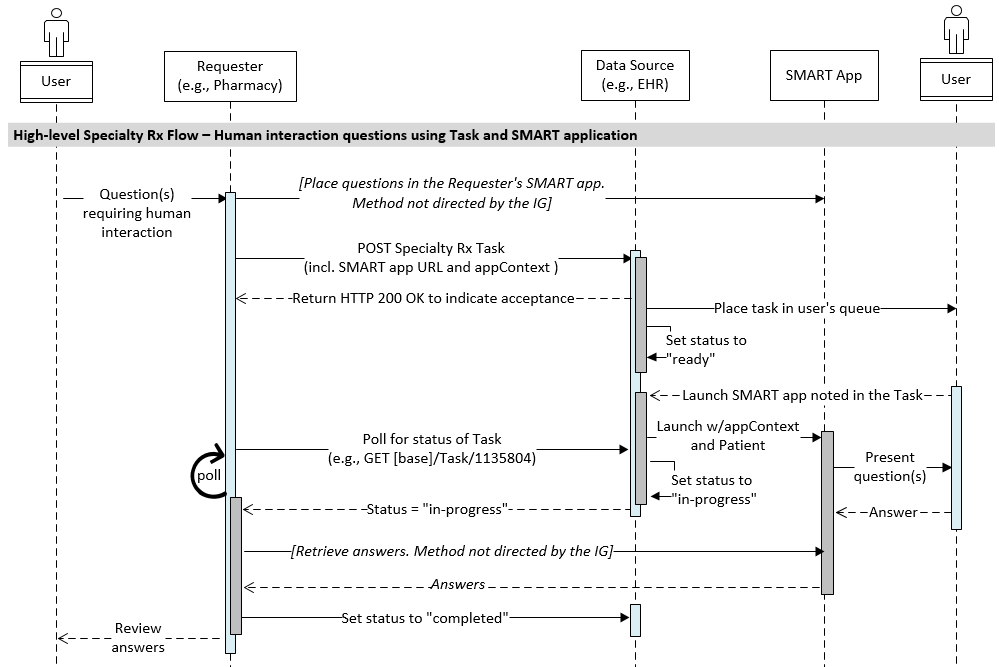 User
Requester
(e.g., Pharmacy)
Data Source
(e.g., EHR)
SMART App
User
High-level Specialty Rx Flow – Human interaction questions using Task and SMART application
Question(s)
requiring human
interaction
[Place questions in the Requester's SMART app.
Method not directed by the IG]
POST Specialty Rx Task
(incl. SMART app URL and appContext )
Return HTTP 200 OK to indicate acceptance
Place task in user's queue
Set status to
"ready"
Launch SMART app noted in the Task
Launch w/appContext
and Patient
Poll for status of Task
(e.g., GET [base]/Task/1135804)
poll
Present
question(s)
Set status to
"in-progress"
Status = "in-progress"
Answer
[Retrieve answers. Method not directed by the IG]
Answers
Set status to "completed"
Review
answers